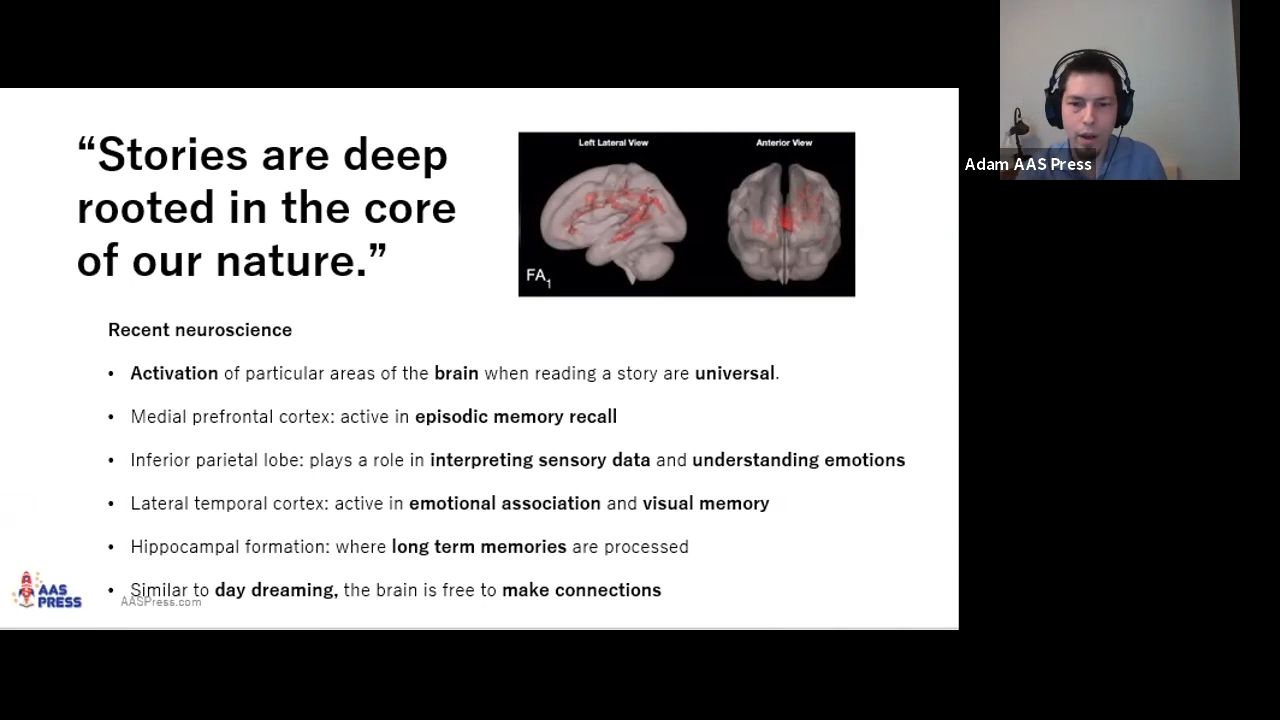 “Stories are deep
rooted in the core
of our nature.”
Left Lateral View
Anterior View
FA1
Recent neuroscience
• Activation of particular areas of the brain when reading a story are universal.
• Medial prefrontal cortex: active in episodic memory recall
• Inferior parietal lobe: plays a role in interpreting sensory data and understanding emotions
• Lateral temporal cortex: active in emotional association and visual memory
• Hippocampal formation: where long term memories are processed
• Similar to day dreaming, the brain is free to make connections
AAS
PRESS
AASPress.com
Adam AAS Press